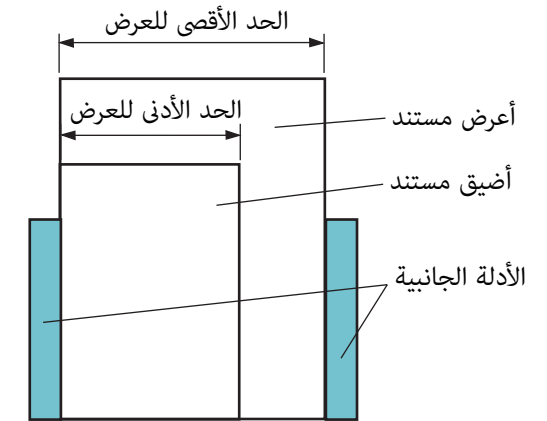 الحد الأقصى للعرض
الحد الأدنى للعرض
أعرض مستند
أضيق مستند
الأدلة الجانبية